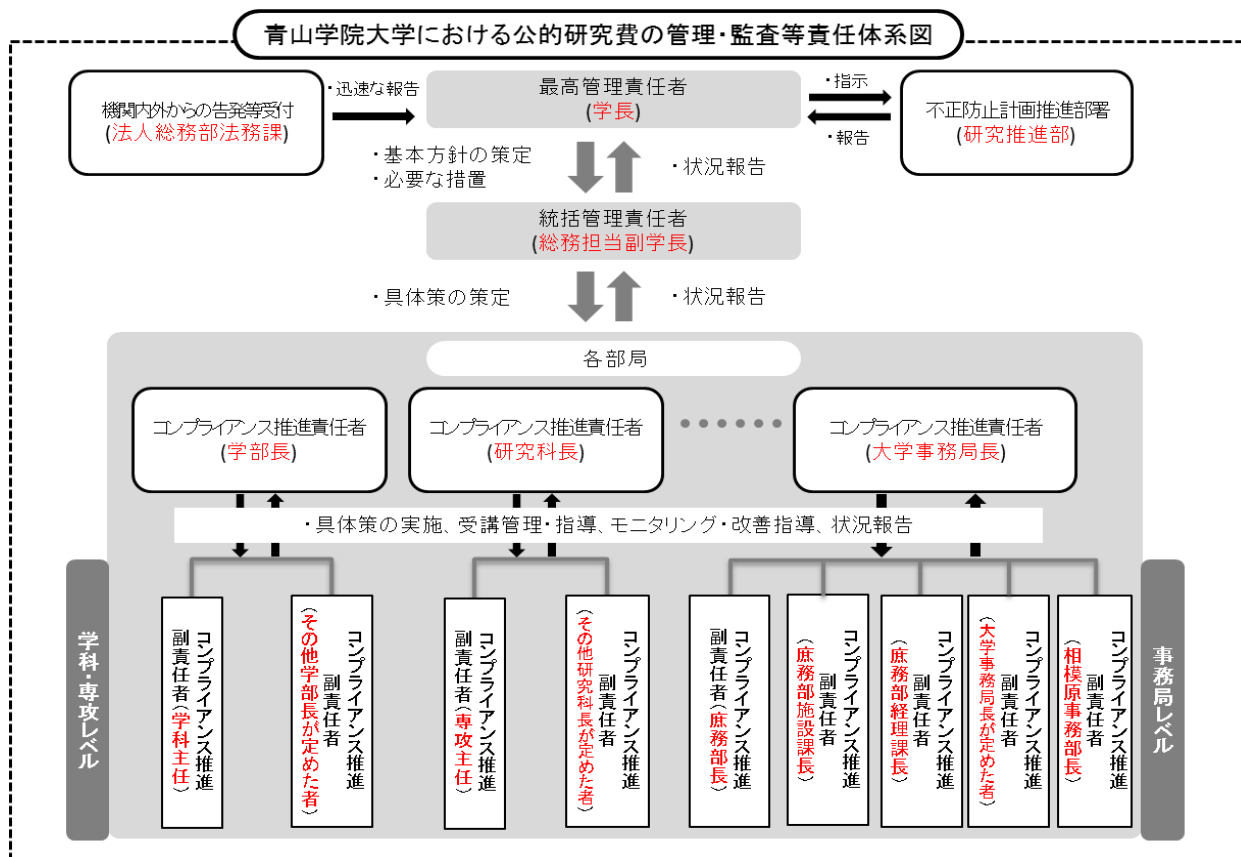 青山学院大学における公的研究費の管理・監査等責任体系図
機関内外からの告発等受付
(法人総務部法務課)
・迅速な報告
最高管理責任者
(学長)
・指示
・報告
不正防止計画推進部署
(研究推進部)
・基本方針の策定
・必要な措置
・状況報告
統括管理責任者
(総務担当副学長)
・具体策の策定
・状況報告
各部局
コンプライアンス推進責任者
(学部長)
コンプライアンス推進責任者
(研究科長)
・・・・・・
コンプライアンス推進責任者
(大学事務局長)
・具体策の実施、受講管理・指導、モニタリング・改善指導、状況報告
学科・専攻レベル
コンプライアンス推進
副責任者(学科主任)
コンプライアンス推進
副責任者
(その他学部長が定めた者)
コンプライアンス推進
副責任者(専攻主任)
コンプライアンス推進
副責任者
(その他研究科長が定めた者)
コンプライアンス推進
副責任者(庶務部長)
コンプライアンス推進
副責任者
(庶務部施設課長)
コンプライアンス推進
副責任者
(庶務部経理課長)
コンプライアンス推進
副責任者
(大学事務局長が定めた者)
コンプライアンス推進
副責任者
(相模原事務部長)
事務局レベル